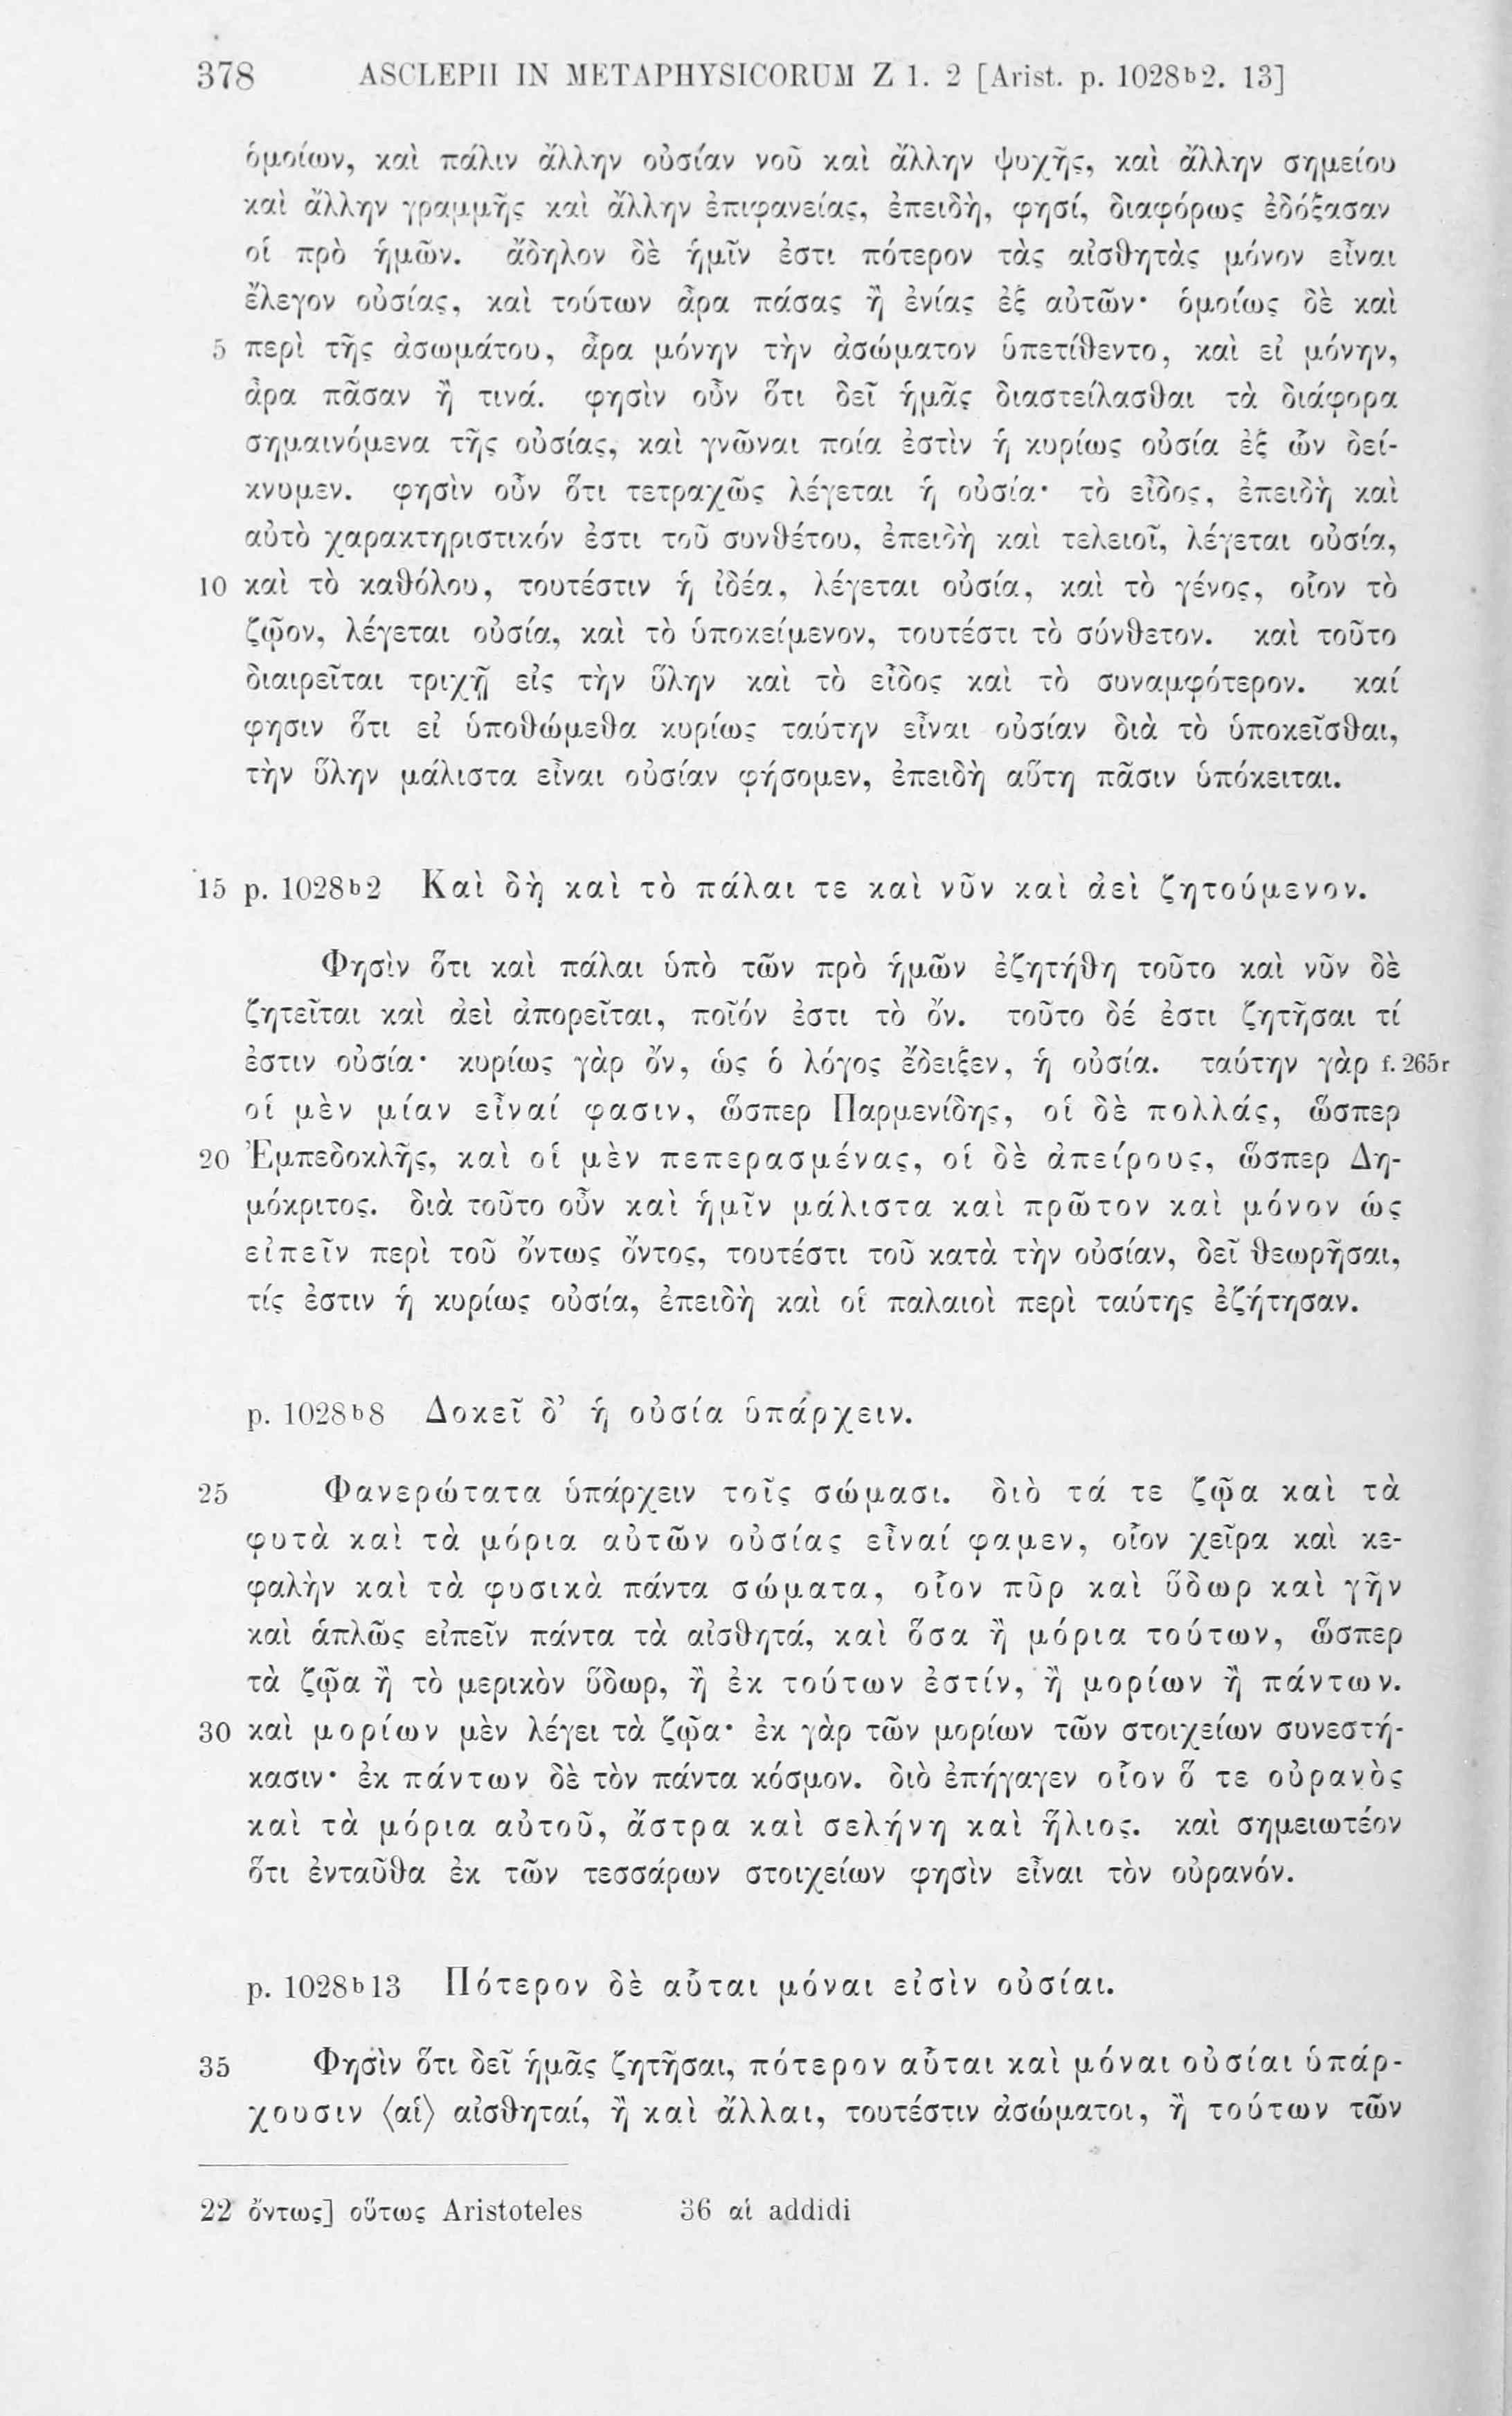 378 ASCLEPII IN METAPHYSICORUM Z 1. 2 [Arist. p. 1028b2. 13]
ὁμοίων, καὶ πάλιν ἄλλην οὐσίαν νοῦ καὶ ἄλλην ψυχῆς, καὶ ἄλλην σημείου
καὶ ἄλλην γραμμῆς καὶ ἄλλην ἐπιφανείας, ἐπειδὴ, φησί, διαφόρως ἐδόξασαν
οἱ πρὸ ἡμῶν. ἄδηλον δὲ ἡμῖν ἐστι πότερον τὰς αἰσθητὰς μόνον εἶναι
ἔλεγον οὐσίας, καὶ τούτων ἆρα πάσας ἢ ἐνίας ἐξ αὐτῶν· ὁμοίως δὲ καὶ
5 περὶ τῆς ἀσωμάτου, ἆρα μόνην τὴν ἀσώματον ὑπετίθεντο, καὶ εἰ μόνην,
ἆρα πᾶσαν ἤ τινά. φησὶν οὖν ὅτι δεῖ ἡμᾶς διαστείλασθαι τὰ διάφορα
σημαινόμενα τῆς οὐσίας, καὶ γνῶναι ποία ἐστὶν ἡ κυρίως οὐσία ἐξ ὧν δεί-
κνυμεν. φησὶν οὖν ὅτι τετραχῶς λέγεται ἡ οὐσία· τὸ εἶδος, ἐπειδὴ καὶ
αὐτὸ χαρακτηριστικόν ἐστι τοῦ συνθέτου, ἐπειδὴ καὶ τελειοῖ, λέγεται οὐσία,
10 καὶ τὸ καθόλου, τουτέστιν ἡ ἰδέα, λέγεται οὐσία, καὶ τὸ γένος, οἷον τὸ
ζῷον, λέγεται οὐσία, καὶ τὸ ὑποκείμενον, τουτέστι τὸ σύνθετον. καὶ τοῦτο
διαιρεῖται τριχῇ εἰς τὴν ὕλην καὶ τὸ εἶδος καὶ τὸ συναμφότερον. καί
φησιν ὅτι εἰ ὑποθώμεθα κυρίως ταύτην εἶναι οὐσίαν διὰ τὸ ὑποκεῖσθαι,
τὴν ὕλην μάλιστα εἶναι οὐσίαν φήσομεν, ἐπειδὴ αὕτη πᾶσιν ὑπόκειται.
15 p. 1028b2 Καὶ δὴ καὶ τὸ πάλαι τε καὶ νῦν καὶ ἀεὶ ζητούμενον.
Φησὶν ὅτι καὶ πάλαι ὑπὸ τῶν πρὸ ἡμῶν ἐζητήθη τοῦτο καὶ νῦν δὲ
ζητεῖται καὶ ἀεὶ ἀπορεῖται, ποῖόν ἐστι τὸ ὄν. τοῦτο δέ ἐστι ζητῆσαι τί
ἐστιν οὐσία· κυρίως γὰρ ὄν, ὡς ὁ λόγος ἔδειξεν, ἡ οὐσία. ταύτην γὰρ f. 265r
οἱ μὲν μίαν εἶναί φασιν, ὥσπερ Παρμενίδης, οἱ δὲ πολλάς, ὥσπερ
20 Ἐμπεδοκλῆς, καὶ οἱ μὲν πεπερασμένας, οἱ δὲ ἀπείρους, ὥσπερ Δη-
μόκριτος. διὰ τοῦτο οὖν καὶ ἡμῖν μάλιστα καὶ πρῶτον καὶ μόνον ὡς
εἰπεῖν περὶ τοῦ ὄντως ὄντος, τουτέστι τοῦ κατὰ τὴν οὐσίαν, δεῖ θεωρῆσαι,
τίς ἐστιν ἡ κυρίως οὐσία, ἐπειδὴ καὶ οἱ παλαιοὶ περὶ ταύτης ἐζήτησαν.
p. 1028b8 Δοκεῖ δ’ ἡ οὐσία ὑπάρχειν.
25 Φανερώτατα ὑπάρχειν τοῖς σώμασι. διὸ τά τε ζῷα καὶ τὰ
φυτὰ καὶ τὰ μόρια αὐτῶν οὐσίας εἶναί φαμεν, οἷον χεῖρα καὶ κε-
φαλὴν καὶ τὰ φυσικὰ πάντα σώματα, οἷον πῦρ καὶ ὕδωρ καὶ γῆν
καὶ ἁπλῶς εἰπεῖν πάντα τὰ αἰσθητά, καὶ ὅσα ἢ μόρια τούτων, ὥσπερ
τὰ ζῷα ἢ τὸ μερικὸν ὕδωρ, ἢ ἐκ τούτων ἐστίν, ἢ μορίων ἢ πάντων.
30 καὶ μορίων μὲν λέγει τὰ ζῷα· ἐκ γὰρ τῶν μορίων τῶν στοιχείων συνεστή-
κασιν· ἐκ πάντων δὲ τὸν πάντα κόσμον. διὸ ἐπήγαγεν οἷον ὅ τε οὐρανὸς
καὶ τὰ μόρια αὐτοῦ, ἄστρα καὶ σελήνη καὶ ἥλιος. καὶ σημειωτέον
ὅτι ἐνταῦθα ἐκ τῶν τεσσάρων στοιχείων φησὶν εἶναι τὸν οὐρανόν.
p. 1028b13 Πότερον δὲ αὗται μόναι εἰσὶν οὐσίαι.
35 Φησὶν ὅτι δεῖ ἡμᾶς ζητῆσαι, πότερον αὗται καὶ μόναι οὐσίαι ὑπάρ-
χουσιν ⟨αἱ⟩ αἰσθηταί, ἢ καὶ ἄλλαι, τουτέστιν ἀσώματοι, ἢ τούτων τῶν
22 ὄντως] οὕτως Aristoteles 36 αἱ addidi